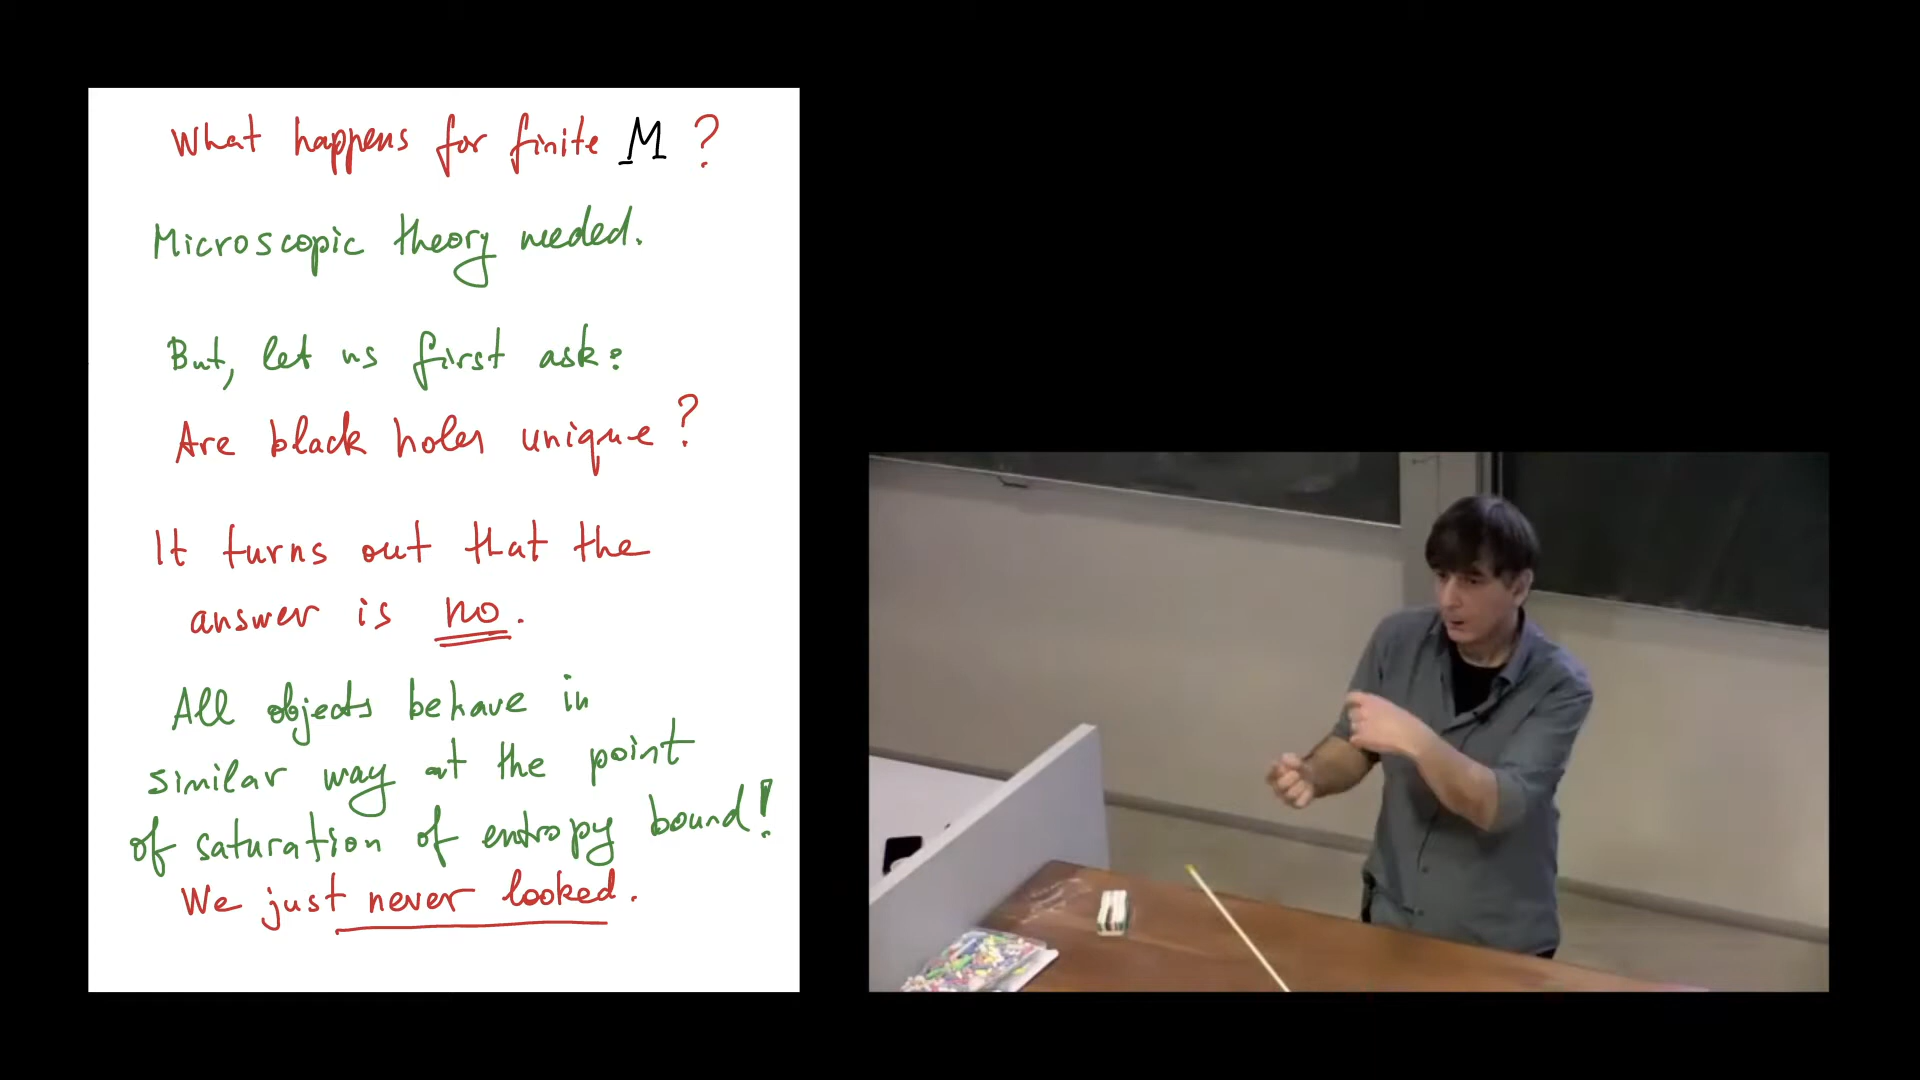 What happens for finite M ?
Microscopic theory needed.
But, let us first ask:
Are black holes unique?
It turns out that the
answer is no.
All objects behave in
similar way at the point
of saturation of entropy bound!
We just never looked.